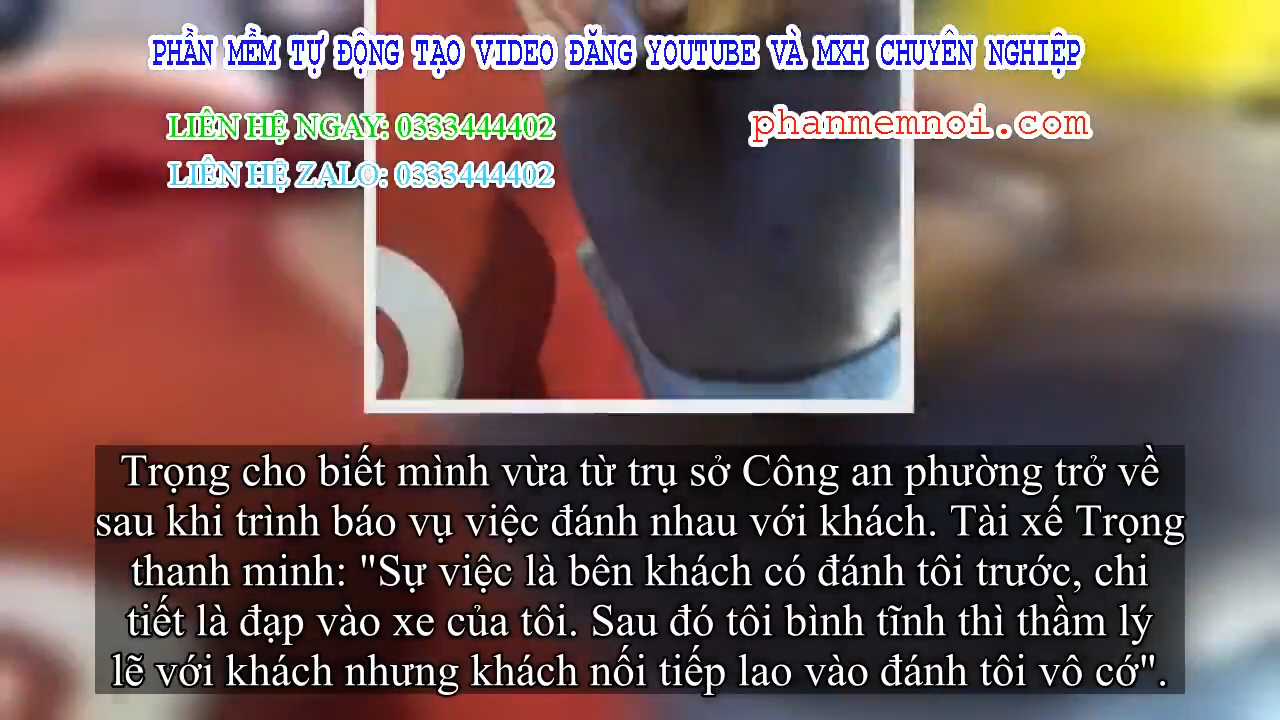 PHẦN MỀM TỰ ĐỘNG TẠO VIDEO ĐĂNG YOUTUBE VÀ MXH CHUYÊN NGHIỆP
LIÊN HỆ NGAY: 0333444402
phanmemnoi.com
LIÊN HỆ ZALO: 0333444402
Trọng cho biết mình vừa từ trụ sở Công an phường trở về
sau khi trình báo vụ việc đánh nhau với khách. Tài xế Trọng
thanh minh: "Sự việc là bên khách có đánh tôi trước, chi
tiết là đạp vào xe của tôi. Sau đó tôi bình tĩnh thì thầm lý
lẽ với khách nhưng khách nối tiếp lao vào đánh tôi vô cớ".